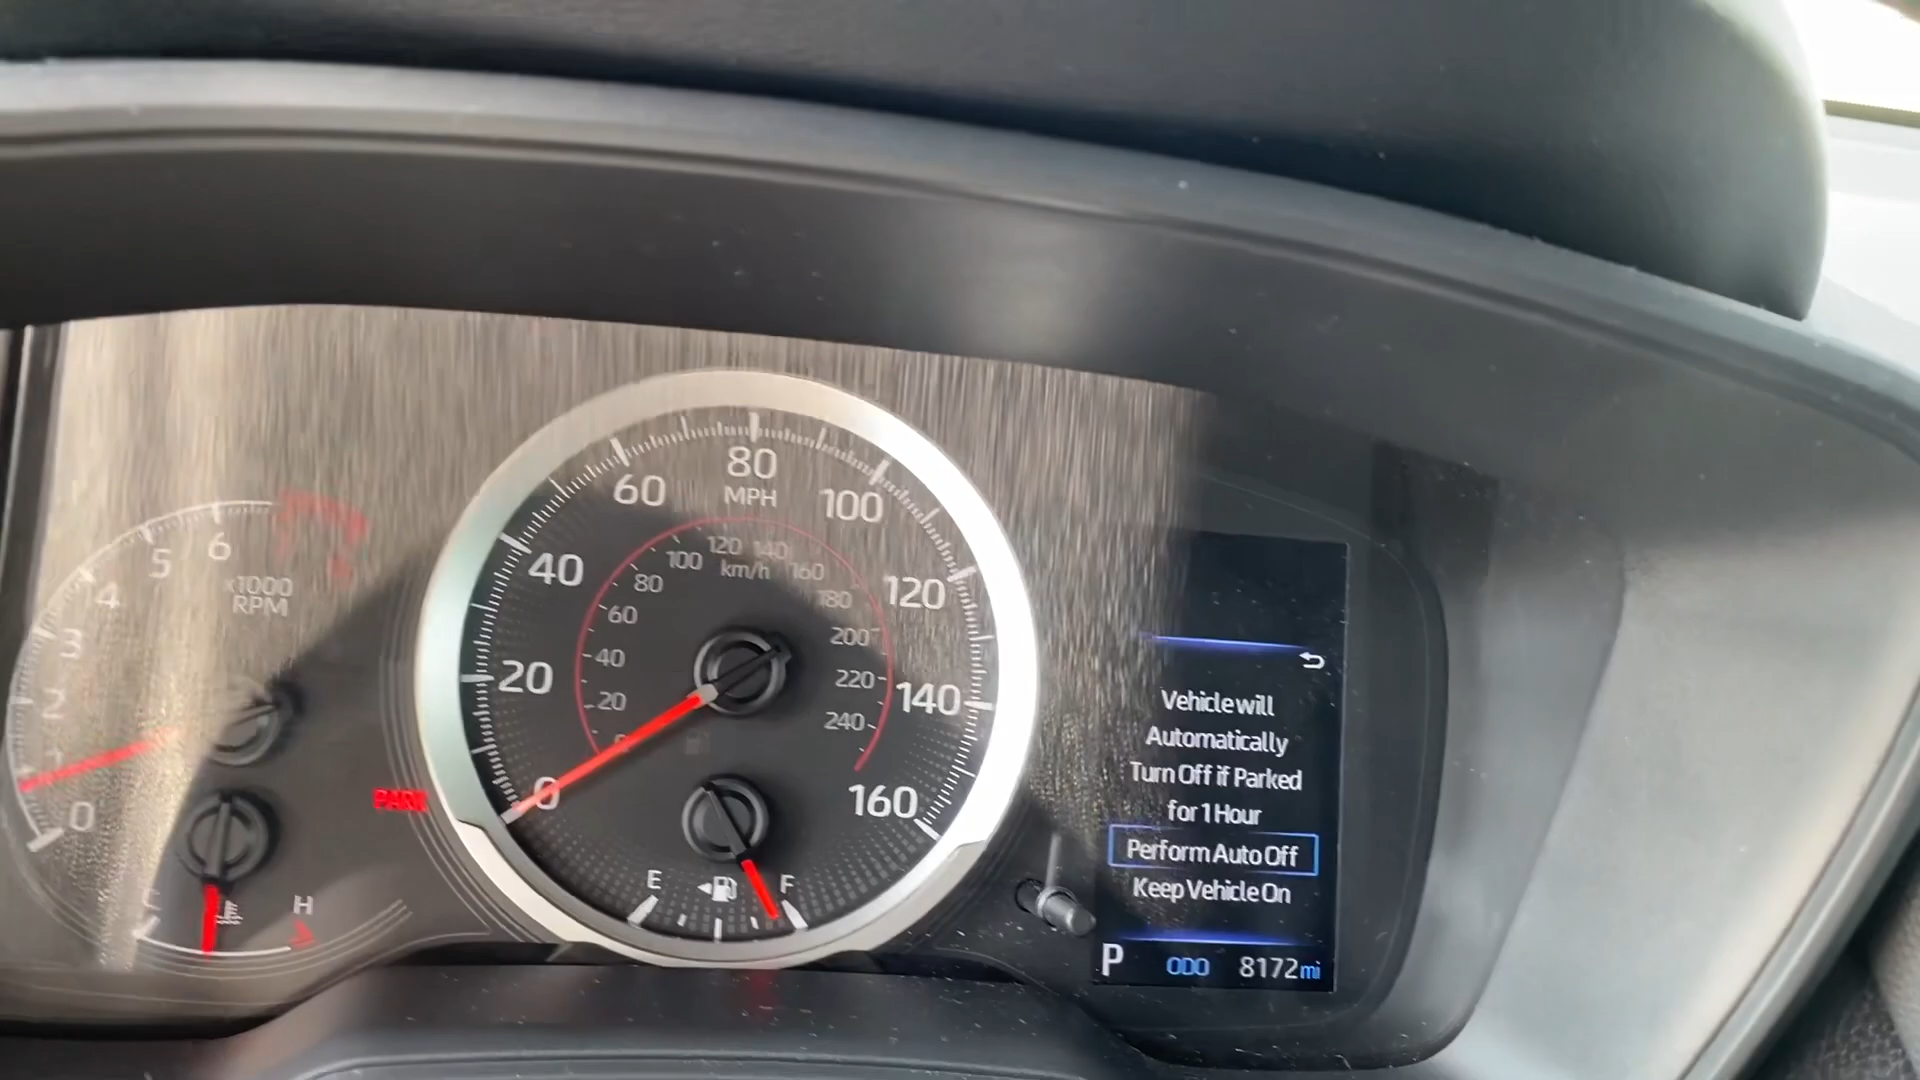 80
MPH
60
100
40
120
20
140
0
160
120
140
100
160
km/h
80
180
60
200
40
220
20
240
0
6
5
4
3
2
1
0
x1000
RPM
PARK
C
H
E
F
Vehicle will
Automatically
Turn Off if Parked
for 1 Hour
Perform Auto Off
Keep Vehicle On
P ODO 8172mi